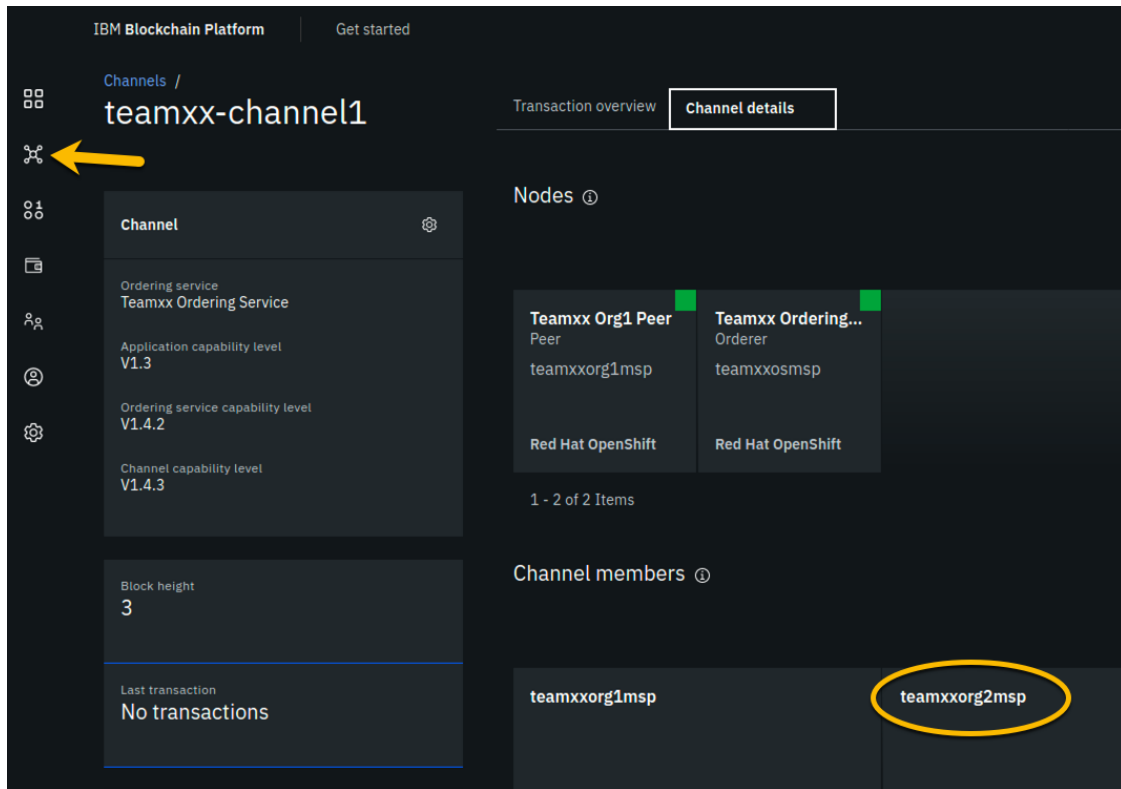 IBM Blockchain Platform
Get started
Channels /
teamxx-channel1
Transaction overview
Channel details
Channel
Ordering service
Teamxx Ordering Service
Application capability level
V1.3
Ordering service capability level
V1.4.2
Channel capability level
V1.4.3
Block height
3
Last transaction
No transactions
Nodes
Teamxx Org1 Peer
Peer
teamxxorg1msp
Red Hat OpenShift
Teamxx Ordering...
Orderer
teamxxosmsp
Red Hat OpenShift
1 - 2 of 2 Items
Channel members
teamxxorg1msp
teamxxorg2msp